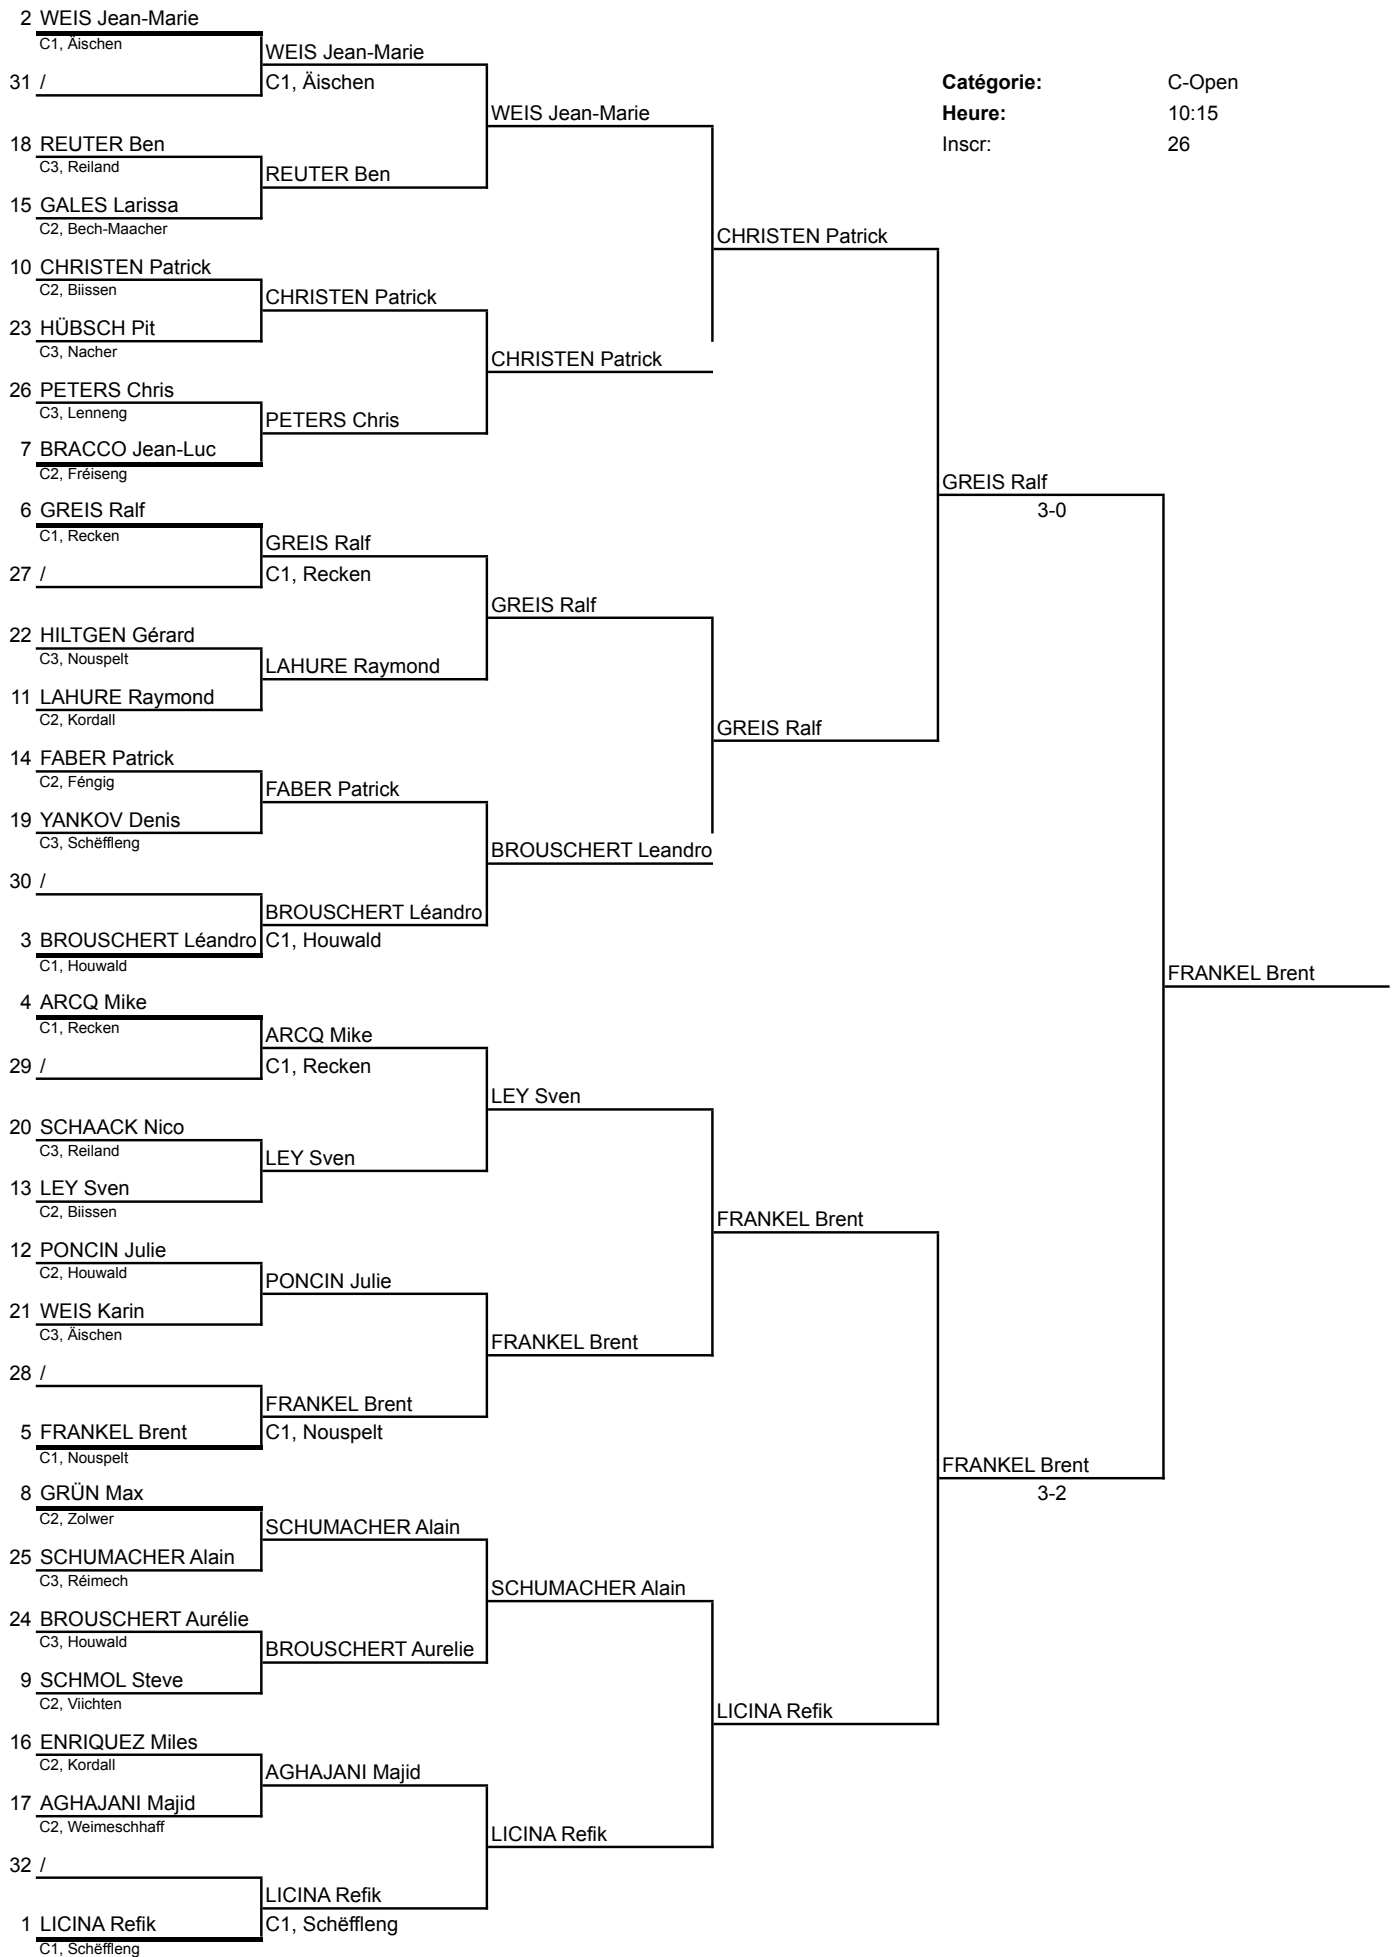 2 WEIS Jean-Marie
C1, Äischen
WEIS Jean-Marie
31 /
C1, Äischen
Catégorie: C-Open
WEIS Jean-Marie
Heure: 10:15
18 REUTER Ben
Inscr: 26
C3, Reiland
REUTER Ben
15 GALES Larissa
C2, Bech-Maacher
CHRISTEN Patrick
10 CHRISTEN Patrick
C2, Biissen
CHRISTEN Patrick
23 HÜBSCH Pit
C3, Nacher
CHRISTEN Patrick
26 PETERS Chris
C3, Lenneng
PETERS Chris
7 BRACCO Jean-Luc
C2, Fréiseng
GREIS Ralf
3-0
6 GREIS Ralf
C1, Recken
GREIS Ralf
27 /
C1, Recken
GREIS Ralf
22 HILTGEN Gérard
C3, Nouspelt
LAHURE Raymond
11 LAHURE Raymond
C2, Kordall
GREIS Ralf
14 FABER Patrick
C2, Féngig
FABER Patrick
19 YANKOV Denis
C3, Schëffleng
BROUSCHERT Leandro
30 /
BROUSCHERT Léandro
3 BROUSCHERT Léandro
C1, Houwald
C1, Houwald
FRANKEL Brent
4 ARCQ Mike
C1, Recken
ARCQ Mike
29 /
C1, Recken
LEY Sven
20 SCHAACK Nico
C3, Reiland
LEY Sven
13 LEY Sven
C2, Biissen
FRANKEL Brent
12 PONCIN Julie
C2, Houwald
PONCIN Julie
21 WEIS Karin
C3, Äischen
FRANKEL Brent
28 /
FRANKEL Brent
5 FRANKEL Brent
C1, Nouspelt
C1, Nouspelt
FRANKEL Brent
3-2
8 GRÜN Max
C2, Zolwer
SCHUMACHER Alain
25 SCHUMACHER Alain
C3, Réimech
SCHUMACHER Alain
24 BROUSCHERT Aurélie
C3, Houwald
BROUSCHERT Aurelie
9 SCHMOL Steve
C2, Viichten
LICINA Refik
16 ENRIQUEZ Miles
C2, Kordall
AGHAJANI Majid
17 AGHAJANI Majid
C2, Weimeschhaff
LICINA Refik
32 /
LICINA Refik
1 LICINA Refik
C1, Schëffleng
C1, Schëffleng